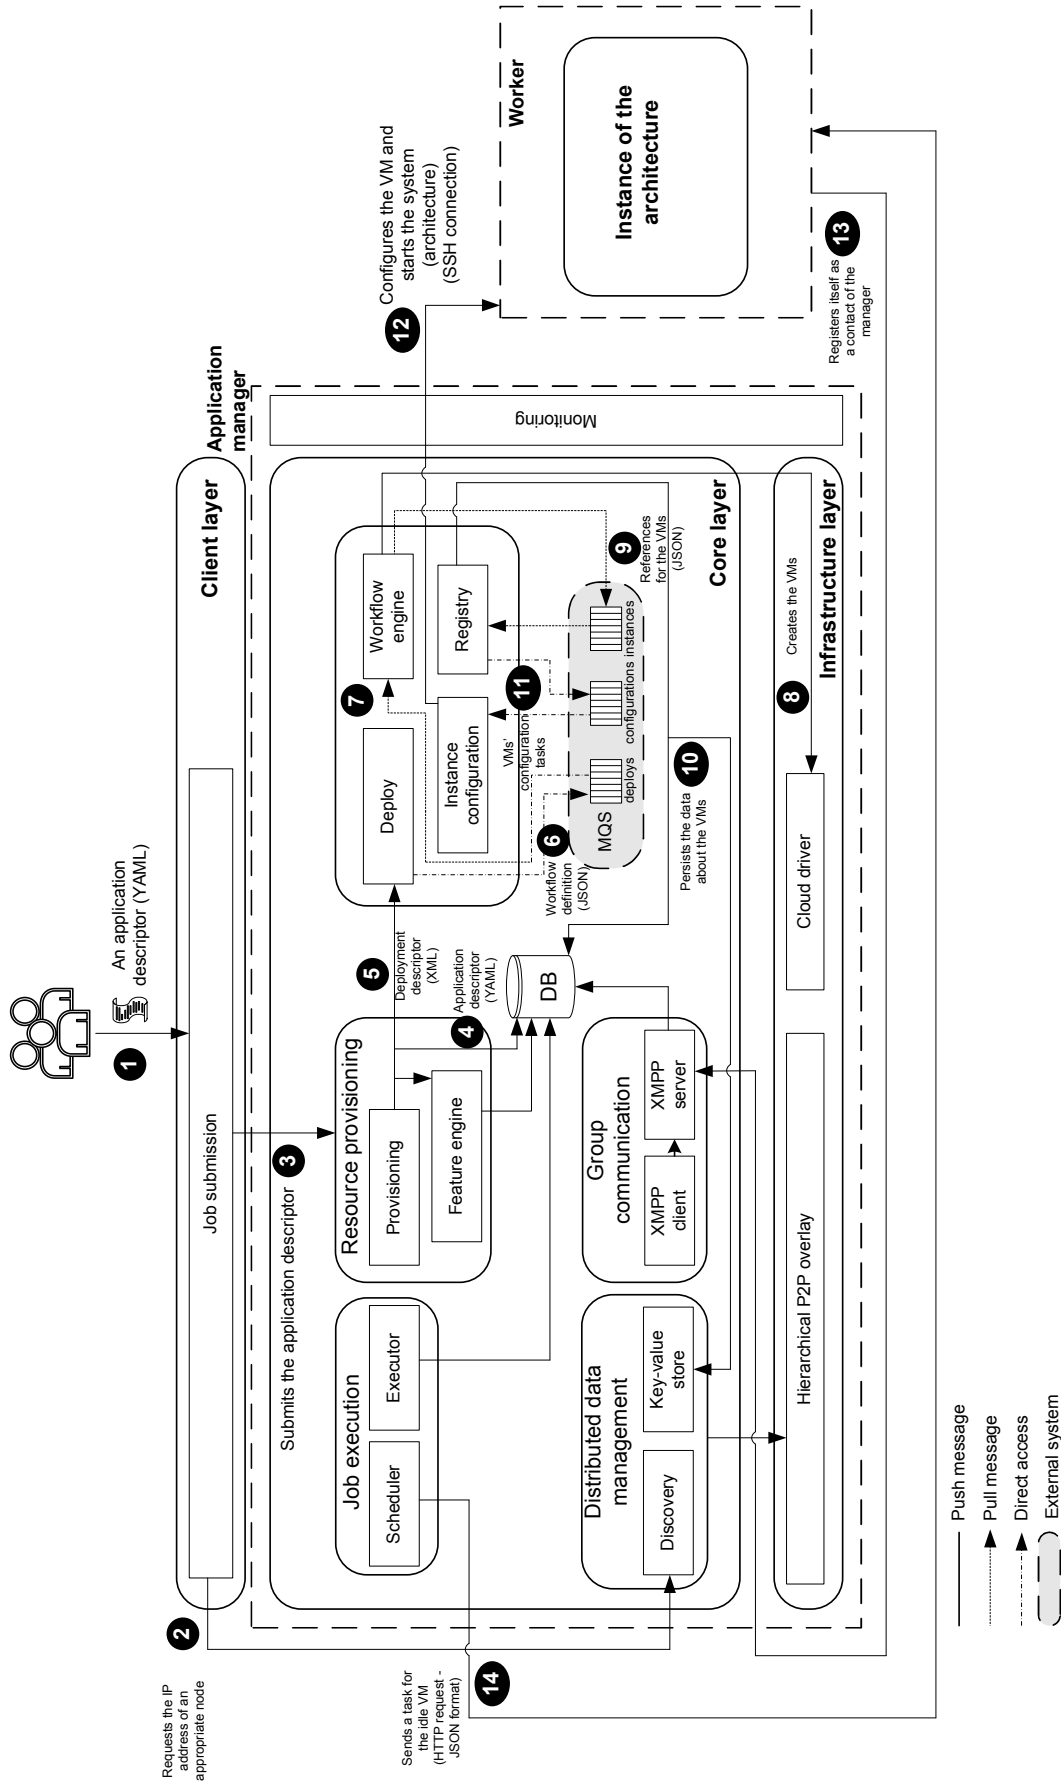 1
An application
descriptor (YAML)
Client layer
Job submission
2
Requests the IP
address of an
appropriate node
Application
manager
Submits the application descriptor
3
Job execution
Scheduler
Executor
Resource provisioning
Provisioning
Feature engine
4
Application
descriptor
(YAML)
5
Deployment
descriptor
(XML)
Deploy
7
Workflow
engine
Instance
configuration
Registry
VMs'
configuration
tasks
11
6
Workflow
definition
(JSON)
MQS
deploys
configurations
instances
9
References
for the VMs
(JSON)
DB
10
Persists the data
about the VMs
Distributed data
management
Discovery
Key-value
store
Group
communication
XMPP
client
XMPP
server
Core layer
Monitoring
8
Creates the VMs
Infrastructure layer
Hierarchical P2P overlay
Cloud driver
12
Configures the VM and
starts the system
(architecture)
(SSH connection)
Worker
Instance of the
architecture
13
Registers itself as
a contact of the
manager
14
Sends a task for
the idle VM
(HTTP request -
JSON format)
Push message
Pull message
Direct access
External system